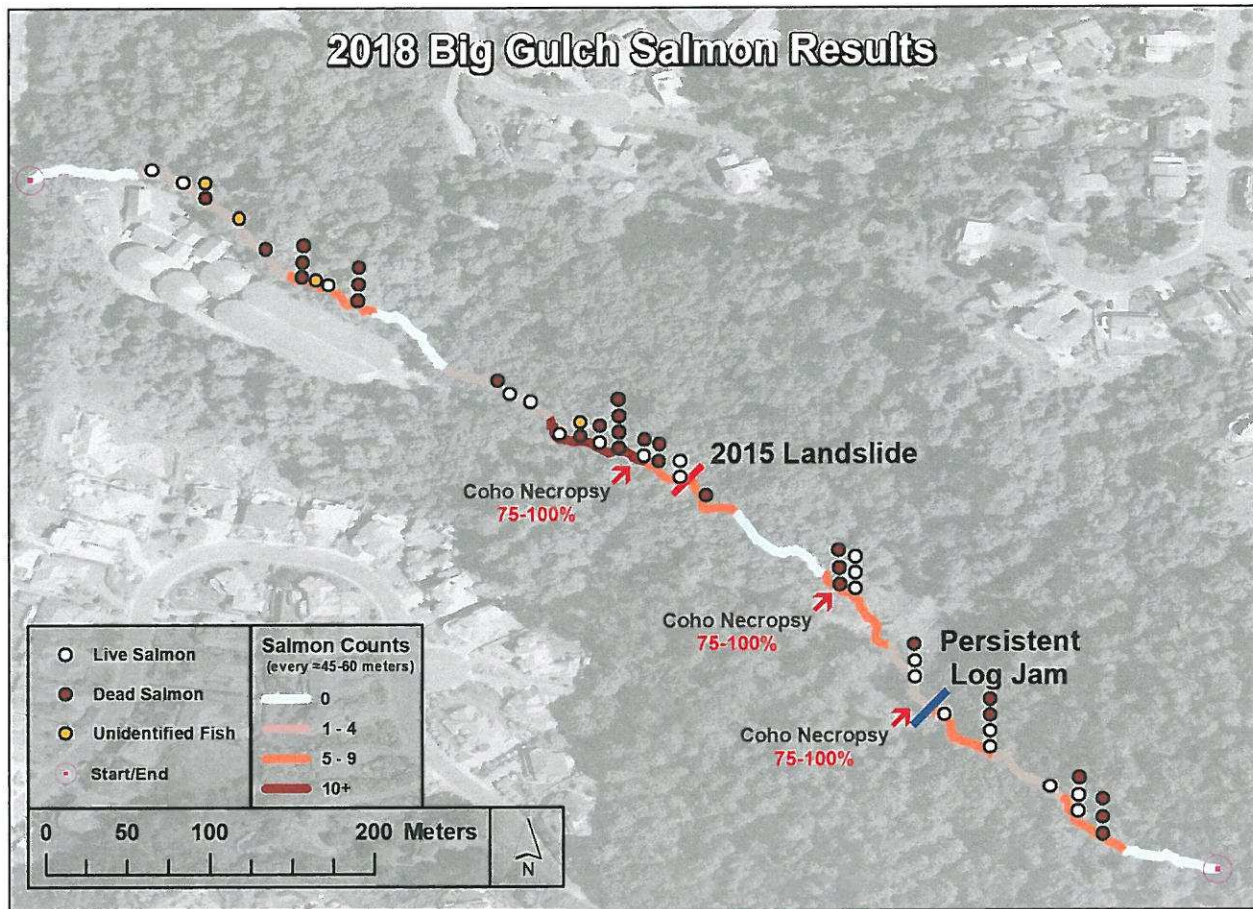 2018 Big Gulch Salmon Results
2015 Landslide
Coho Necropsy
75-100%
Coho Necropsy
75-100%
Persistent
Log Jam
Coho Necropsy
75-100%
Live Salmon
Dead Salmon
Unidentified Fish
Start/End
Salmon Counts
(every ≈45-60 meters)
0
1 - 4
5 - 9
10+
0 50 100 200 Meters
N